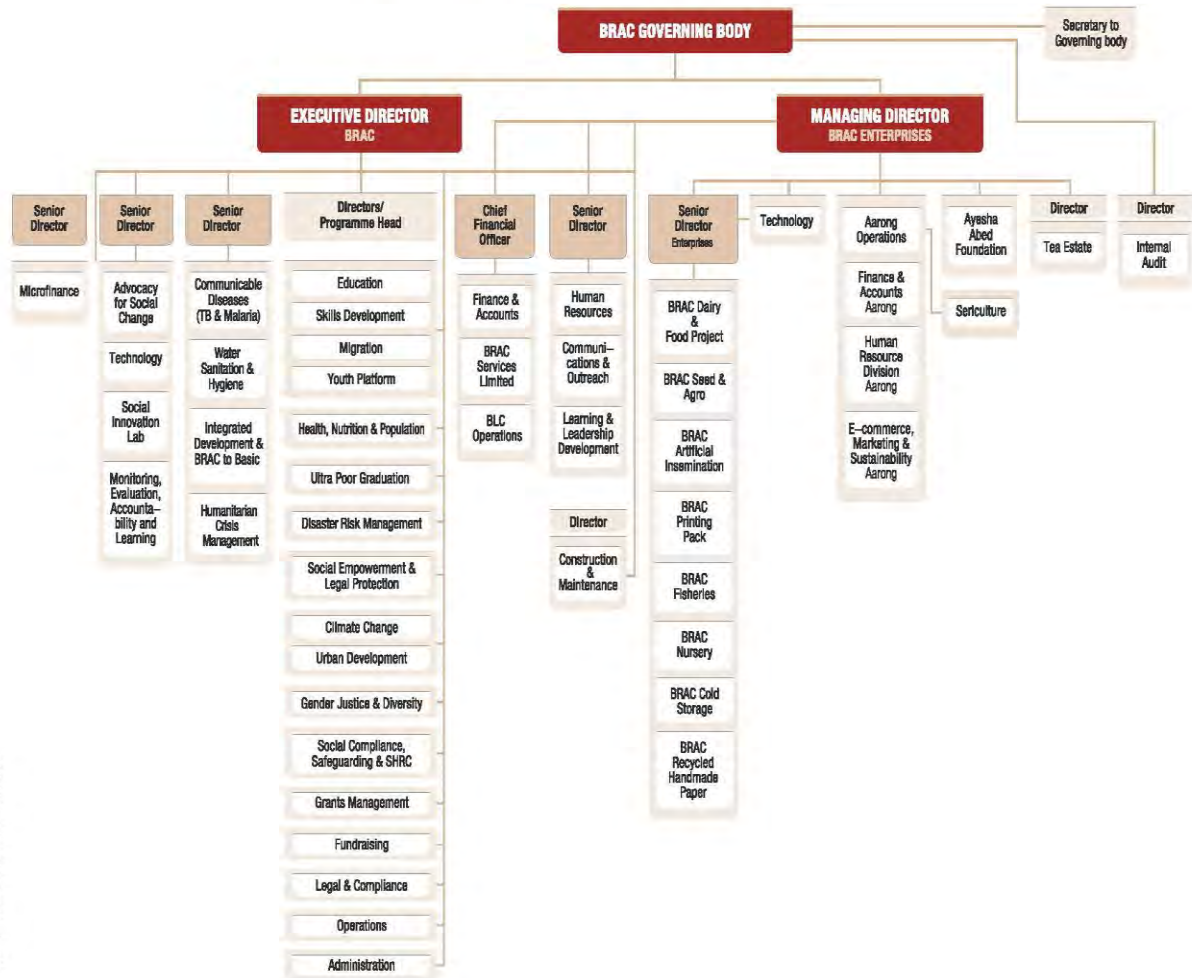 BRAC GOVERNING BODY
Secretary to
Governing body
EXECUTIVE DIRECTOR
BRAC
MANAGING DIRECTOR
BRAC ENTERPRISES
Senior
Director
Microfinance
Senior
Director
Advocacy
for Social
Change
Technology
Social
Innovation
Lab
Monitoring,
Evaluation,
Accounta–
bility and
Learning
Senior
Director
Communicable
Diseases
(TB & Malaria)
Water
Sanitation &
Hygiene
Integrated
Development &
BRAC to Basic
Humanitarian
Crisis
Management
Directors/
Programme Head
Education
Skills Development
Migration
Youth Platform
Health, Nutrition & Population
Ultra Poor Graduation
Disaster Risk Management
Social Empowerment &
Legal Protection
Climate Change
Urban Development
Gender Justice & Diversity
Social Compliance,
Safeguarding & SHRC
Grants Management
Fundraising
Legal & Compliance
Operations
Administration
Chief
Financial
Officer
Finance &
Accounts
BRAC
Services
Limited
BLC
Operations
Senior
Director
Human
Resources
Communi–
cations &
Outreach
Learning &
Leadership
Development
Director
Construction
&
Maintenance
Senior
Director
Enterprises
BRAC Dairy
&
Food Project
BRAC Seed &
Agro
BRAC
Artificial
Insemination
BRAC
Printing
Pack
BRAC
Fisheries
BRAC
Nursery
BRAC Cold
Storage
BRAC
Recycled
Handmade
Paper
Technology
Aarong
Operations
Finance &
Accounts
Aarong
Human
Resource
Division
Aarong
E–commerce,
Marketing &
Sustainability
Aarong
Ayesha
Abed
Foundation
Sericulture
Director
Tea Estate
Director
Internal
Audit